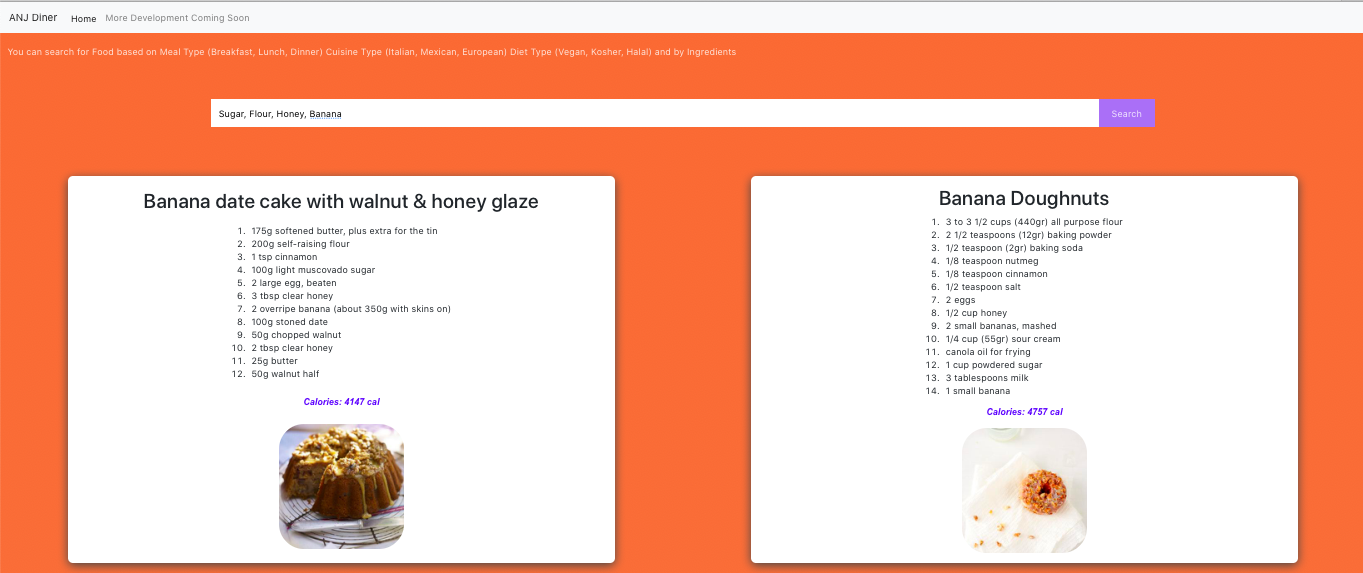 ANJ Diner Home More Development Coming Soon
You can search for Food based on Meal Type (Breakfast, Lunch, Dinner) Cuisine Type (Italian, Mexican, European) Diet Type (Vegan, Kosher, Halal) and by Ingredients
Sugar, Flour, Honey, Banana Search
Banana date cake with walnut & honey glaze
1. 175g softened butter, plus extra for the tin
2. 200g self-raising flour
3. 1 tsp cinnamon
4. 100g light muscovado sugar
5. 2 large egg, beaten
6. 3 tbsp clear honey
7. 2 overripe banana (about 350g with skins on)
8. 100g stoned date
9. 50g chopped walnut
10. 2 tbsp clear honey
11. 25g butter
12. 50g walnut half
Calories: 4147 cal
Banana Doughnuts
1. 3 to 3 1/2 cups (440gr) all purpose flour
2. 2 1/2 teaspoons (12gr) baking powder
3. 1/2 teaspoon (2gr) baking soda
4. 1/8 teaspoon nutmeg
5. 1/8 teaspoon cinnamon
6. 1/2 teaspoon salt
7. 2 eggs
8. 1/2 cup honey
9. 2 small bananas, mashed
10. 1/4 cup (55gr) sour cream
11. canola oil for frying
12. 1 cup powdered sugar
13. 3 tablespoons milk
14. 1 small banana
Calories: 4757 cal